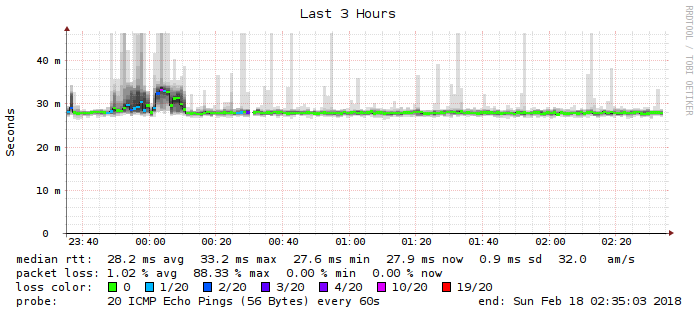 Last 3 Hours
RRDTOOL / TOBI OETIKER
Seconds
40 m
30 m
20 m
10 m
0
23:40 00:00 00:20 00:40 01:00 01:20 01:40 02:00 02:20
median rtt: 28.2 ms avg 33.2 ms max 27.6 ms min 27.9 ms now 0.9 ms sd 32.0 am/s
packet loss: 1.02 % avg 88.33 % max 0.00 % min 0.00 % now
loss color: 0 1/20 2/20 3/20 4/20 10/20 19/20
probe: 20 ICMP Echo Pings (56 Bytes) every 60s end: Sun Feb 18 02:35:03 2018